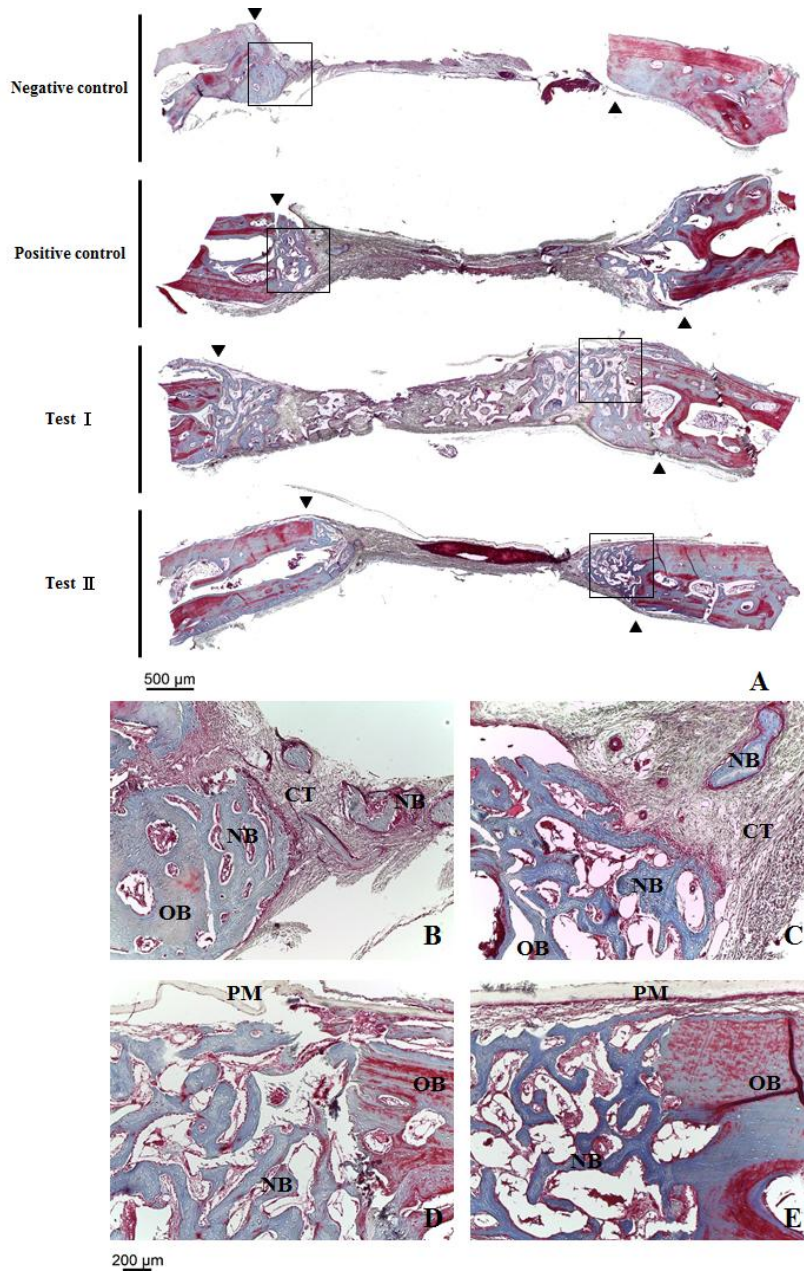 Negative control
Positive control
Test Ⅰ
Test Ⅱ
500 µm
A
CT
NB
NB
OB
B
NB
CT
NB
OB
C
PM
OB
NB
D
PM
OB
NB
E
200 µm